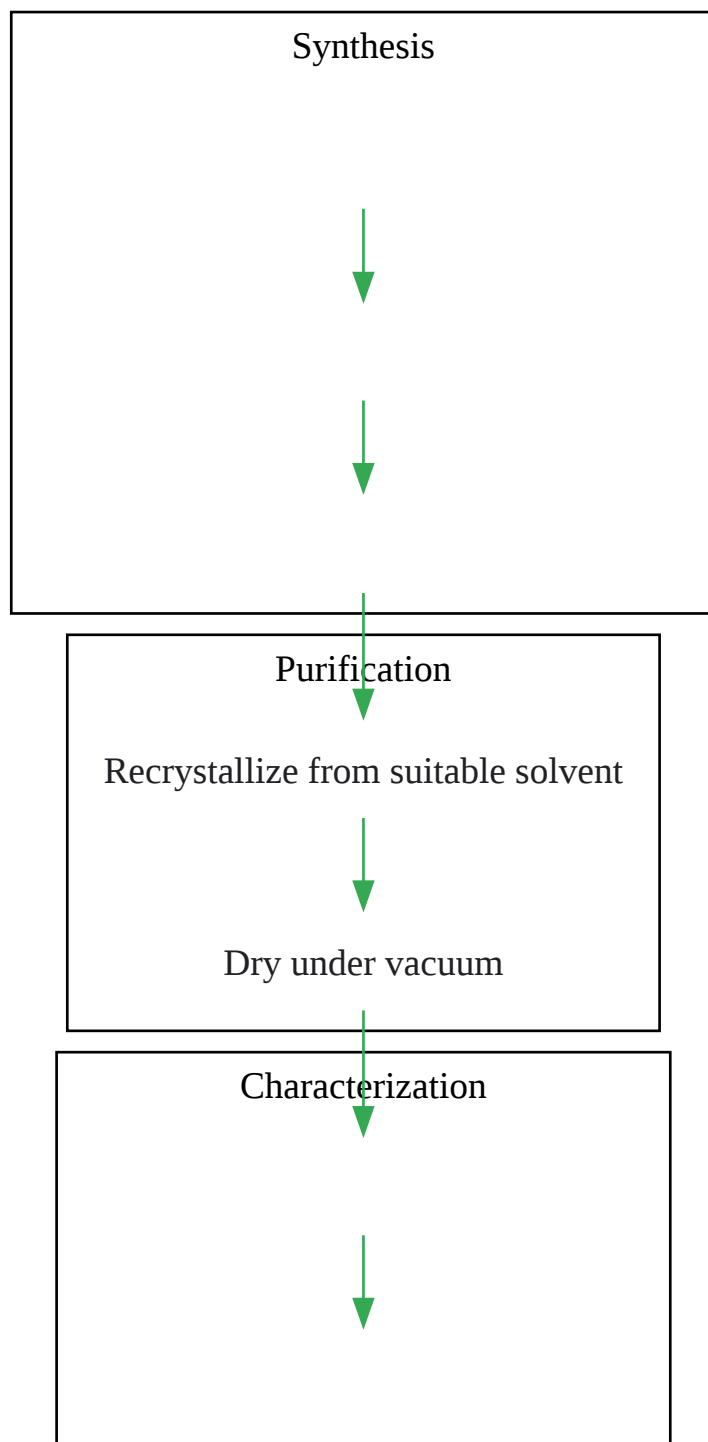 Synthesis
Purification
Recrystallize from suitable solvent
Dry under vacuum
Characterization